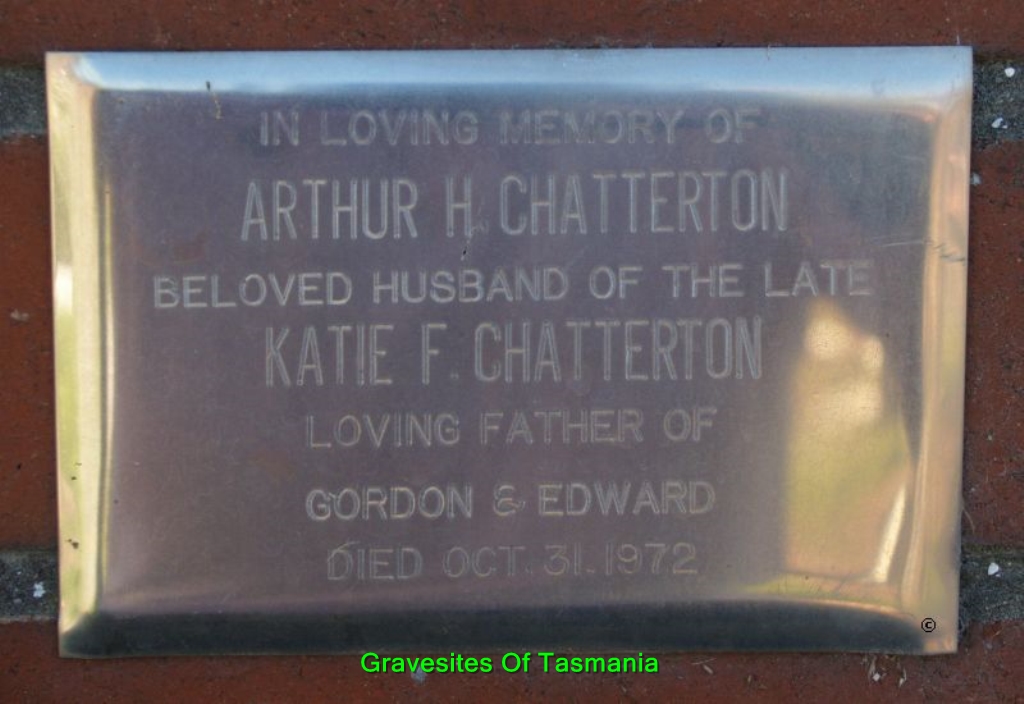 IN LOVING MEMORY OF
ARTHUR H. CHATTERTON
BELOVED HUSBAND OF THE LATE
KATIE F. CHATTERTON
LOVING FATHER OF
GORDON & EDWARD
DIED OCT. 31. 1972
©
Gravesites Of Tasmania